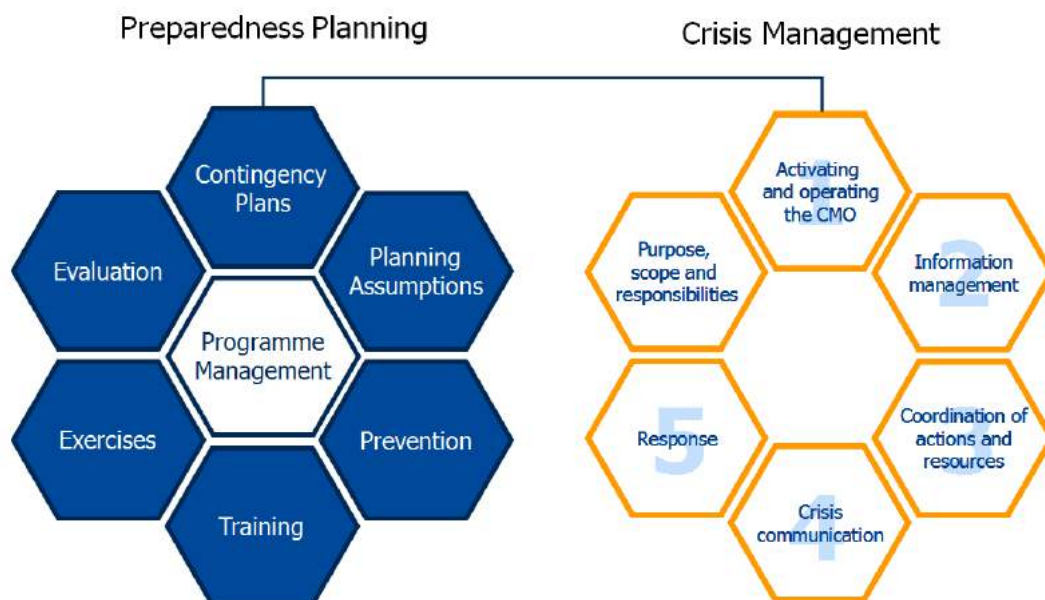 Preparedness Planning
Crisis Management
Contingency
Plans
Evaluation
Planning
Assumptions
Programme
Management
Exercises
Prevention
Training
1
Activating
and operating
the CMO
Purpose,
scope and
responsibilities
2
Information
management
5
Response
3
Coordination of
actions and
resources
4
Crisis
communication